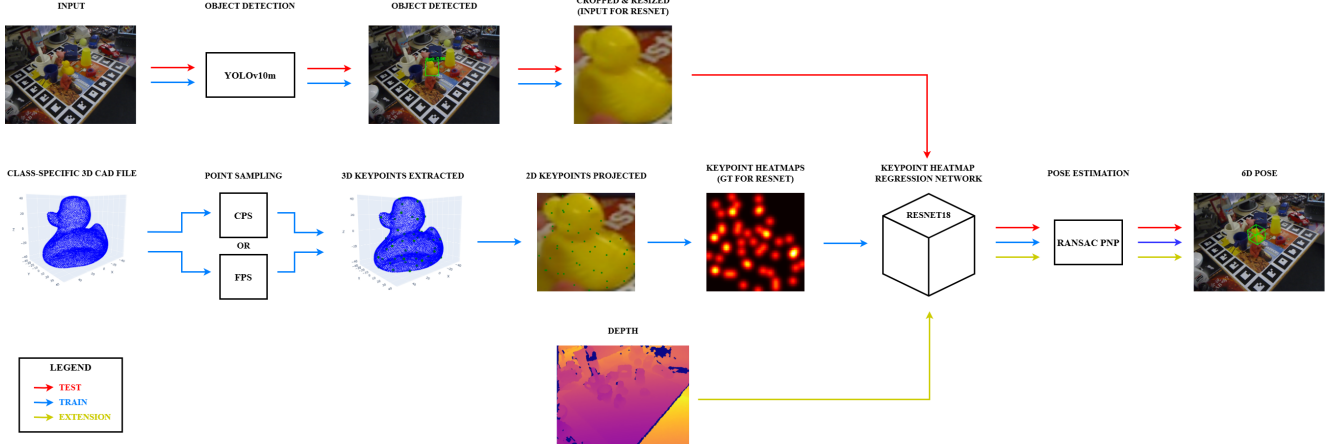 INPUT
OBJECT DETECTION
OBJECT DETECTED
CROPPED & RESIZED
(INPUT FOR RESNET)
YOLOv10m
CLASS-SPECIFIC 3D CAD FILE
POINT SAMPLING
3D KEYPOINTS EXTRACTED
2D KEYPOINTS PROJECTED
KEYPOINT HEATMAPS
(GT FOR RESNET)
KEYPOINT HEATMAP
REGRESSION NETWORK
POSE ESTIMATION
6D POSE
CPS
OR
FPS
RESNET18
RANSAC PNP
DEPTH
LEGEND
TEST
TRAIN
EXTENSION